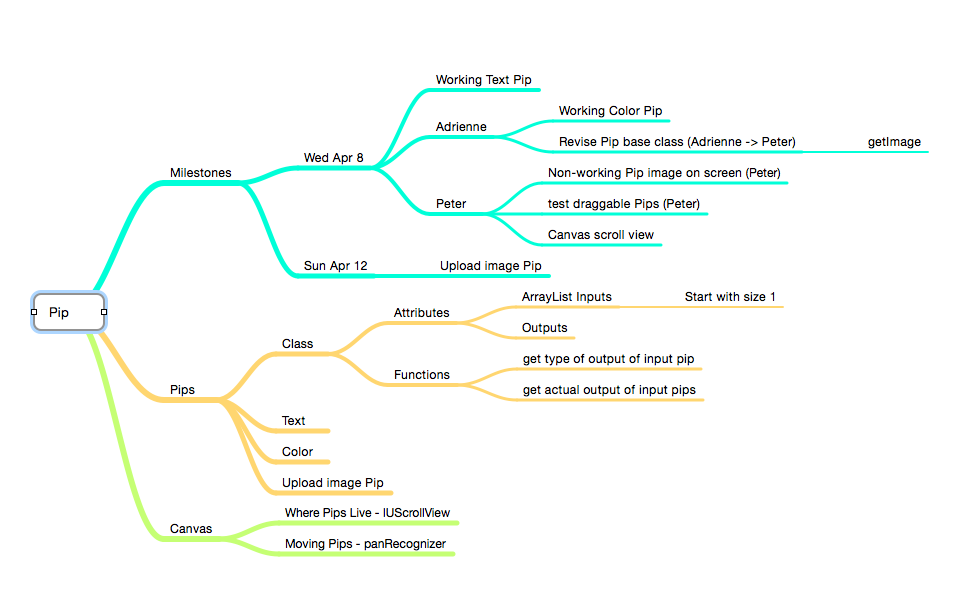 Working Text Pip
Working Color Pip
Adrienne
Revise Pip base class (Adrienne -> Peter)
getImage
Wed Apr 8
Milestones
Non-working Pip image on screen (Peter)
Peter
test draggable Pips (Peter)
Canvas scroll view
Sun Apr 12
Upload image Pip
Pip
ArrayList Inputs
Start with size 1
Attributes
Outputs
Class
get type of output of input pip
Functions
get actual output of input pips
Pips
Text
Color
Upload image Pip
Where Pips Live - IUScrollView
Canvas
Moving Pips - panRecognizer